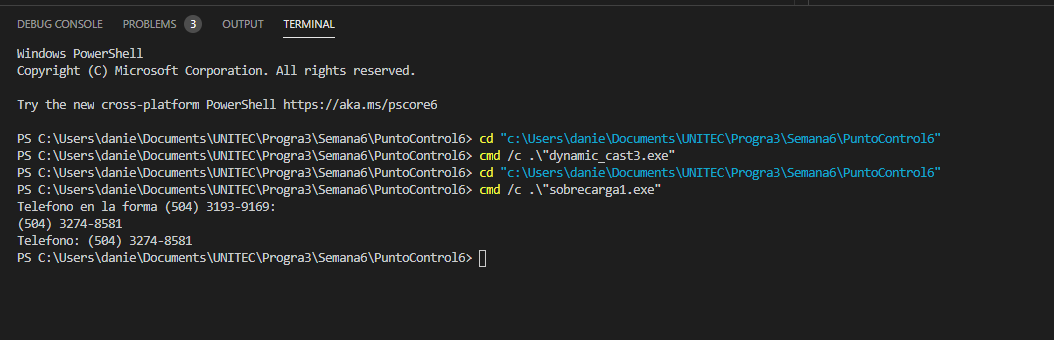 DEBUG CONSOLE PROBLEMS 3 OUTPUT TERMINAL
Windows PowerShell
Copyright (C) Microsoft Corporation. All rights reserved.
Try the new cross-platform PowerShell https://aka.ms/pscore6
PS C:\Users\danie\Documents\UNITEC\Progra3\Semana6\PuntoControl6> cd "c:\Users\danie\Documents\UNITEC\Progra3\Semana6\PuntoControl6"
PS C:\Users\danie\Documents\UNITEC\Progra3\Semana6\PuntoControl6> cmd /c .\"dynamic_cast3.exe"
PS C:\Users\danie\Documents\UNITEC\Progra3\Semana6\PuntoControl6> cd "c:\Users\danie\Documents\UNITEC\Progra3\Semana6\PuntoControl6"
PS C:\Users\danie\Documents\UNITEC\Progra3\Semana6\PuntoControl6> cmd /c .\"sobrecarga1.exe"
Telefono en la forma (504) 3193-9169:
(504) 3274-8581
Telefono: (504) 3274-8581
PS C:\Users\danie\Documents\UNITEC\Progra3\Semana6\PuntoControl6>